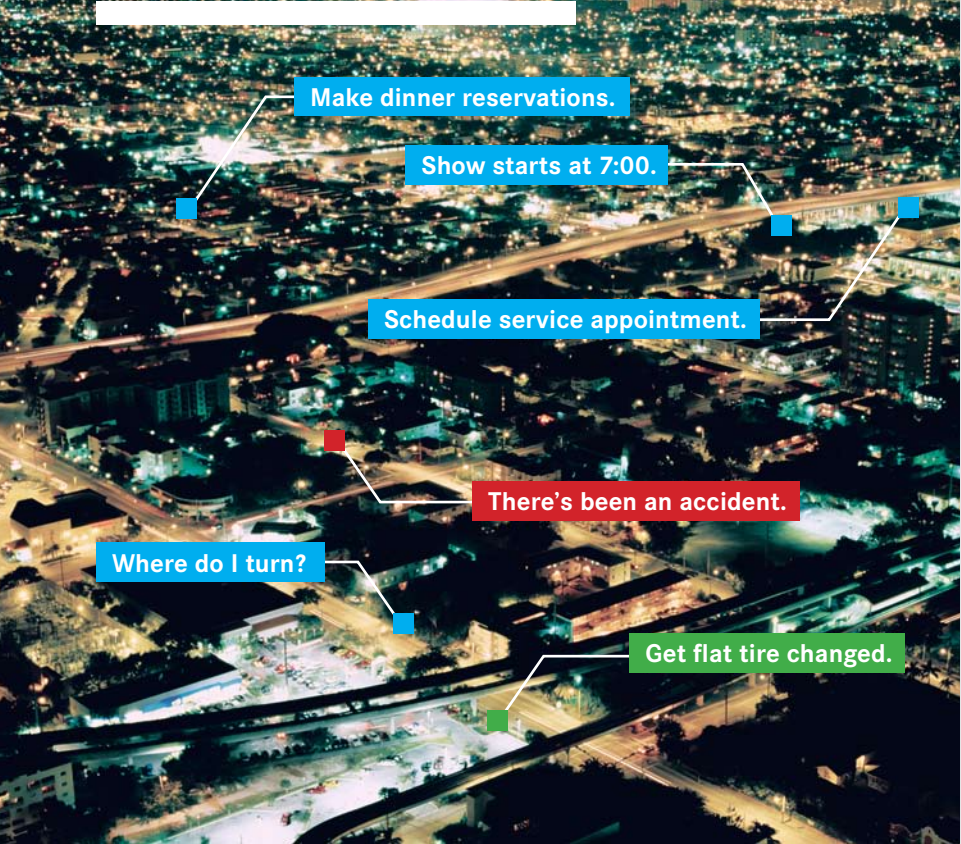 Make dinner reservations.
Show starts at 7:00.
Schedule service appointment.
There’s been an accident.
Where do I turn?
Get flat tire changed.